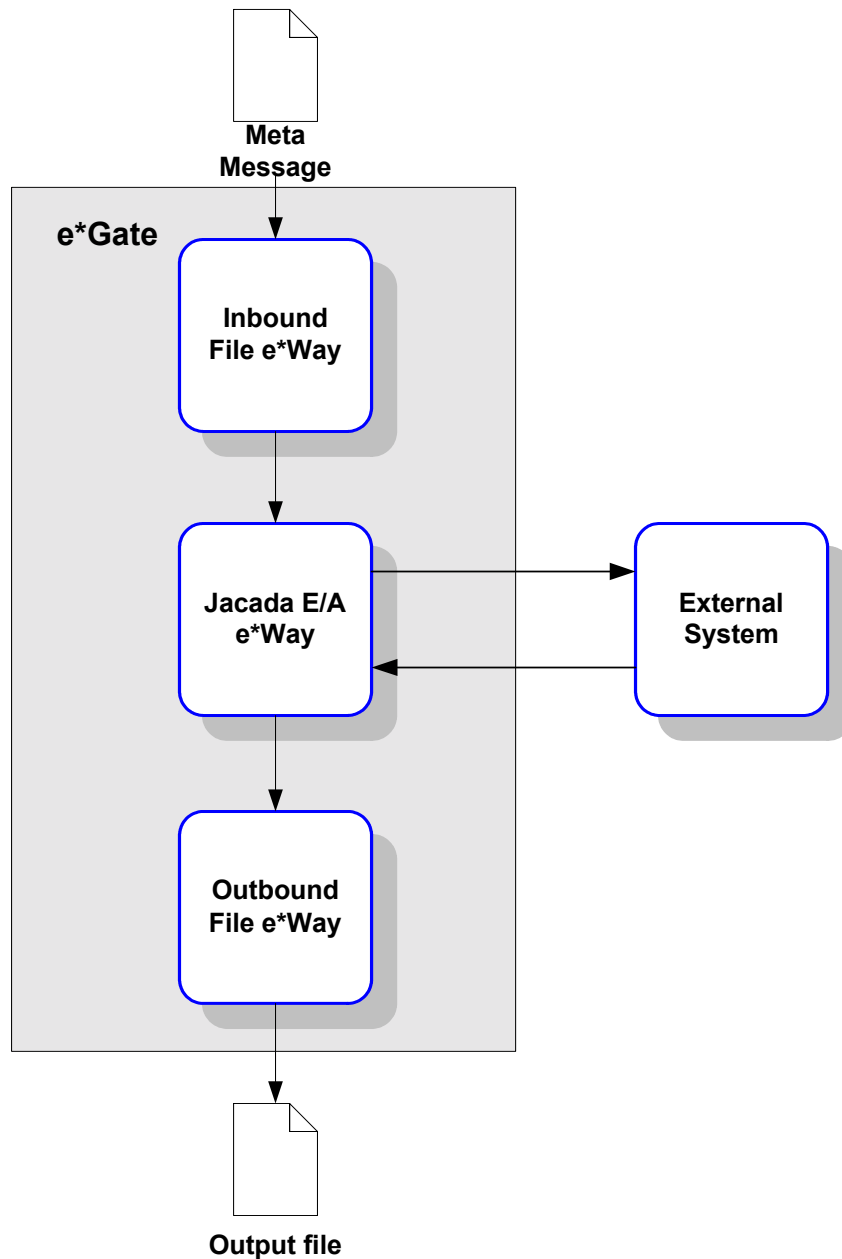 Meta
Message
e*Gate
Inbound
File e*Way
Jacada E/A
e*Way
External
System
Outbound
File e*Way
Output file